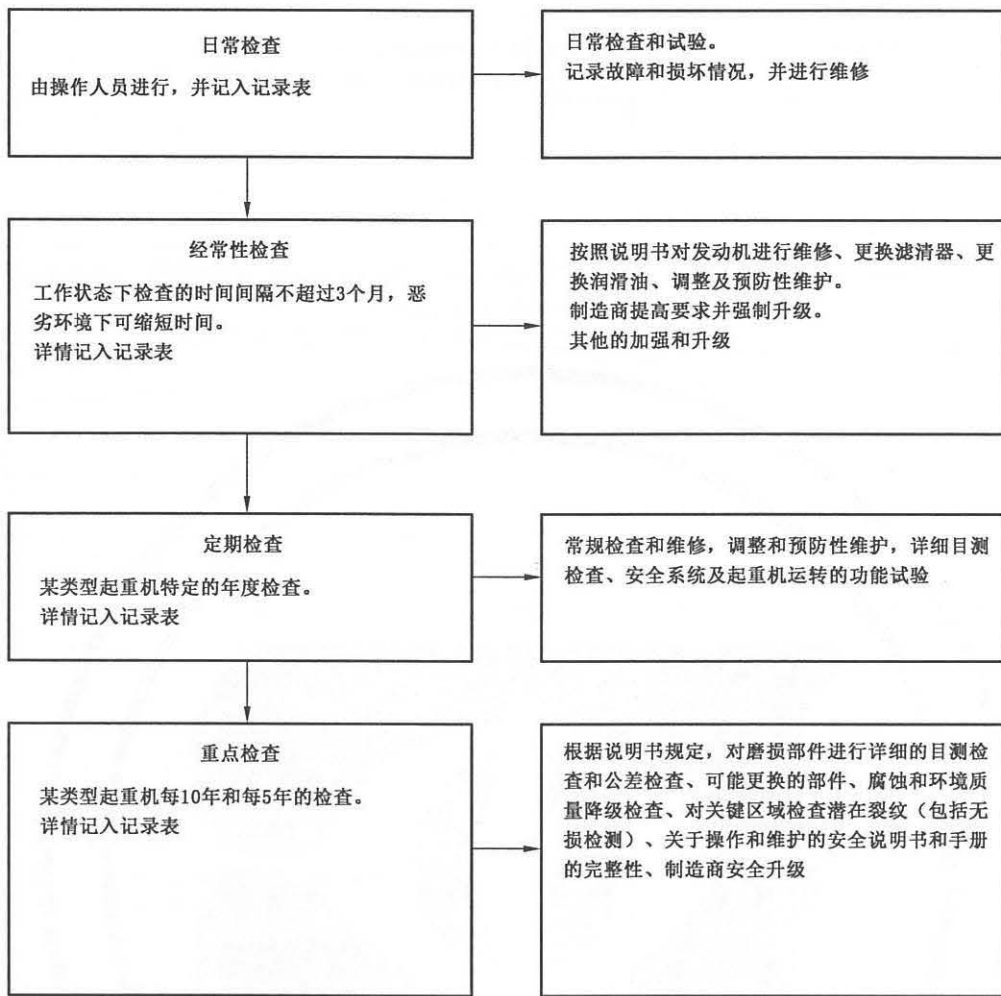 日常检查
由操作人员进行，并记入记录表
日常检查和试验。
记录故障和损坏情况，并进行维修
经常性检查
工作状态下检查的时间间隔不超过3个月，恶
劣环境下可缩短时间。
详情记入记录表
按照说明书对发动机进行维修、更换滤清器、更
换润滑油、调整及预防性维护。
制造商提高要求并强制升级。
其他的加强和升级
定期检查
某类型起重机特定的年度检查。
详情记入记录表
常规检查和维修，调整和预防性维护，详细目测
检查、安全系统及起重机运转的功能试验
重点检查
某类型起重机每10年和每5年的检查。
详情记入记录表
根据说明书规定，对磨损部件进行详细的目测检
查和公差检查、可能更换的部件、腐蚀和环境质
量降级检查、对关键区域检查潜在裂纹（包括无
损检测）、关于操作和维护的安全说明书和手册
的完整性、制造商安全升级